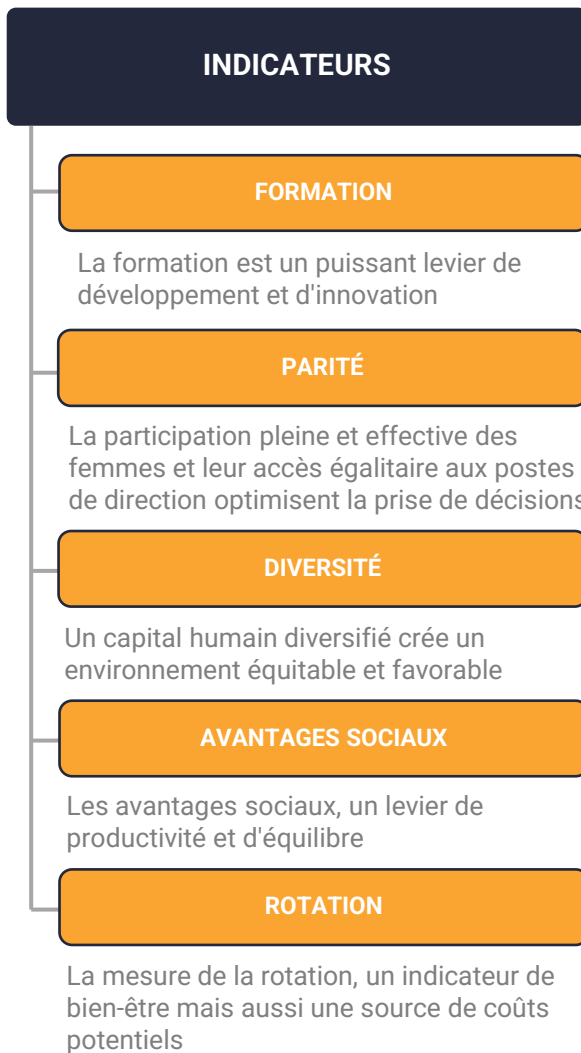 INDICATEURS
FORMATION
La formation est un puissant levier de
développement et d'innovation
PARITÉ
La participation pleine et effective des
femmes et leur accès égalitaire aux postes
de direction optimisent la prise de décisions
DIVERSITÉ
Un capital humain diversifié crée un
environnement équitable et favorable
AVANTAGES SOCIAUX
Les avantages sociaux, un levier de
productivité et d'équilibre
ROTATION
La mesure de la rotation, un indicateur de
bien-être mais aussi une source de coûts
potentiels